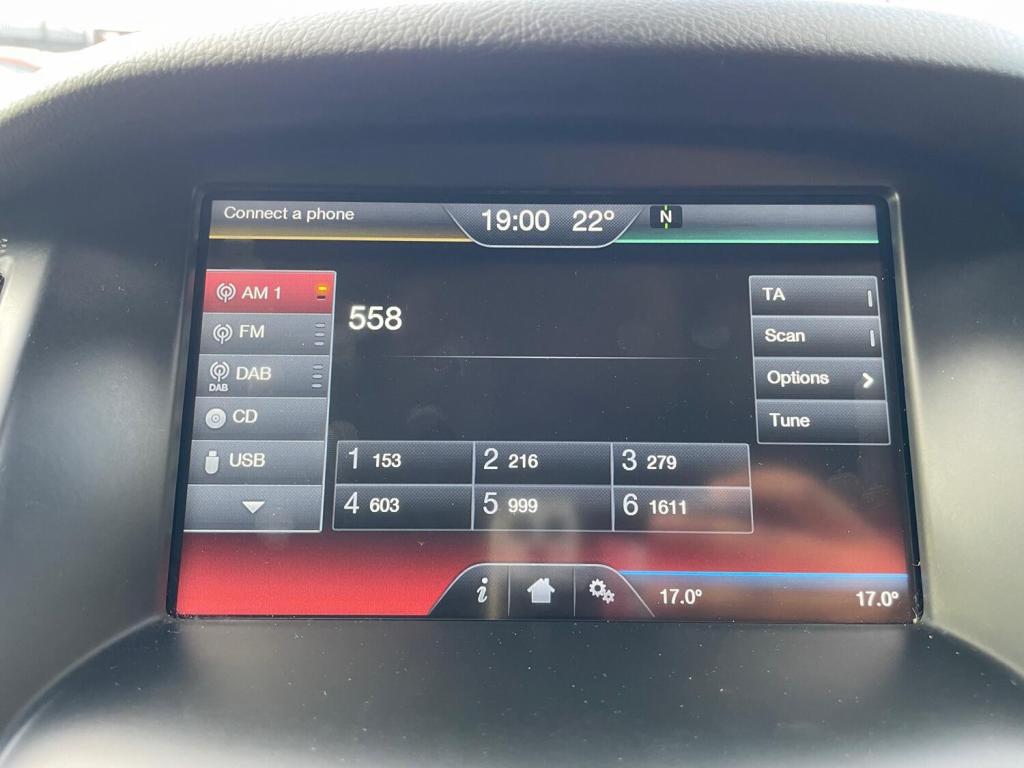 Connect a phone
19:00 22° N
AM 1
FM
DAB
DAB
CD
USB
558
TA
Scan
Options
Tune
1 153
2 216
3 279
4 603
5 999
6 1611
i
17.0°
17.0°